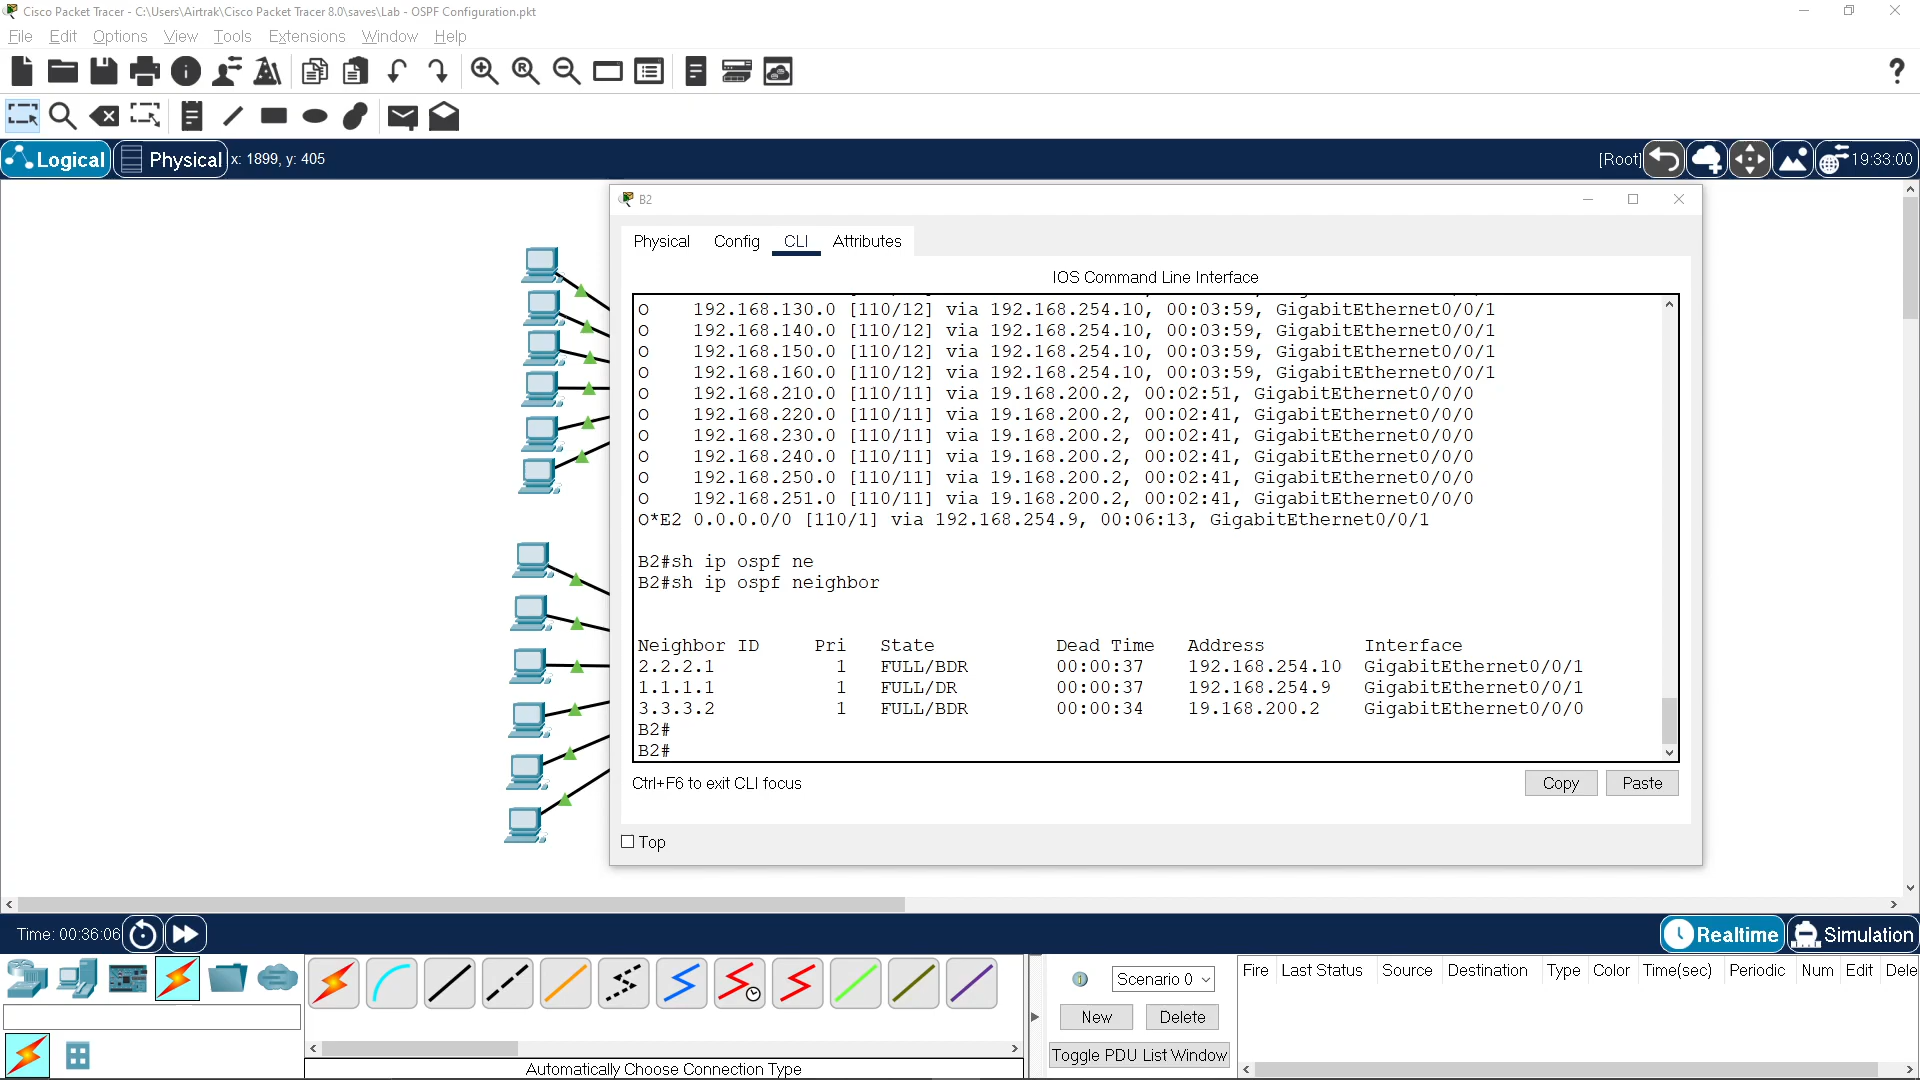 Cisco Packet Tracer - C:\Users\Airtrak\Cisco Packet Tracer 8.0\saves\Lab - OSPF Configuration.pkt
File Edit Options View Tools Extensions Window Help
?
Logical Physical x: 1899, y: 405 [Root] 19:33:00
B2
Physical Config CLI Attributes
IOS Command Line Interface
O 192.168.130.0 [110/12] via 192.168.254.10, 00:03:59, GigabitEthernet0/0/1
O 192.168.140.0 [110/12] via 192.168.254.10, 00:03:59, GigabitEthernet0/0/1
O 192.168.150.0 [110/12] via 192.168.254.10, 00:03:59, GigabitEthernet0/0/1
O 192.168.160.0 [110/12] via 192.168.254.10, 00:03:59, GigabitEthernet0/0/1
O 192.168.210.0 [110/11] via 19.168.200.2, 00:02:51, GigabitEthernet0/0/0
O 192.168.220.0 [110/11] via 19.168.200.2, 00:02:41, GigabitEthernet0/0/0
O 192.168.230.0 [110/11] via 19.168.200.2, 00:02:41, GigabitEthernet0/0/0
O 192.168.240.0 [110/11] via 19.168.200.2, 00:02:41, GigabitEthernet0/0/0
O 192.168.250.0 [110/11] via 19.168.200.2, 00:02:41, GigabitEthernet0/0/0
O 192.168.251.0 [110/11] via 19.168.200.2, 00:02:41, GigabitEthernet0/0/0
O*E2 0.0.0.0/0 [110/1] via 192.168.254.9, 00:06:13, GigabitEthernet0/0/1
B2#sh ip ospf ne
B2#sh ip ospf neighbor
Neighbor ID Pri State Dead Time Address Interface
2.2.2.1 1 FULL/BDR 00:00:37 192.168.254.10 GigabitEthernet0/0/1
1.1.1.1 1 FULL/DR 00:00:37 192.168.254.9 GigabitEthernet0/0/1
3.3.3.2 1 FULL/BDR 00:00:34 19.168.200.2 GigabitEthernet0/0/0
B2#
B2#
Ctrl+F6 to exit CLI focus Copy Paste
Top
Time: 00:36:06 Realtime Simulation
Scenario 0 Fire Last Status Source Destination Type Color Time(sec) Periodic Num Edit Dele
New Delete
Toggle PDU List Window
Automatically Choose Connection Type